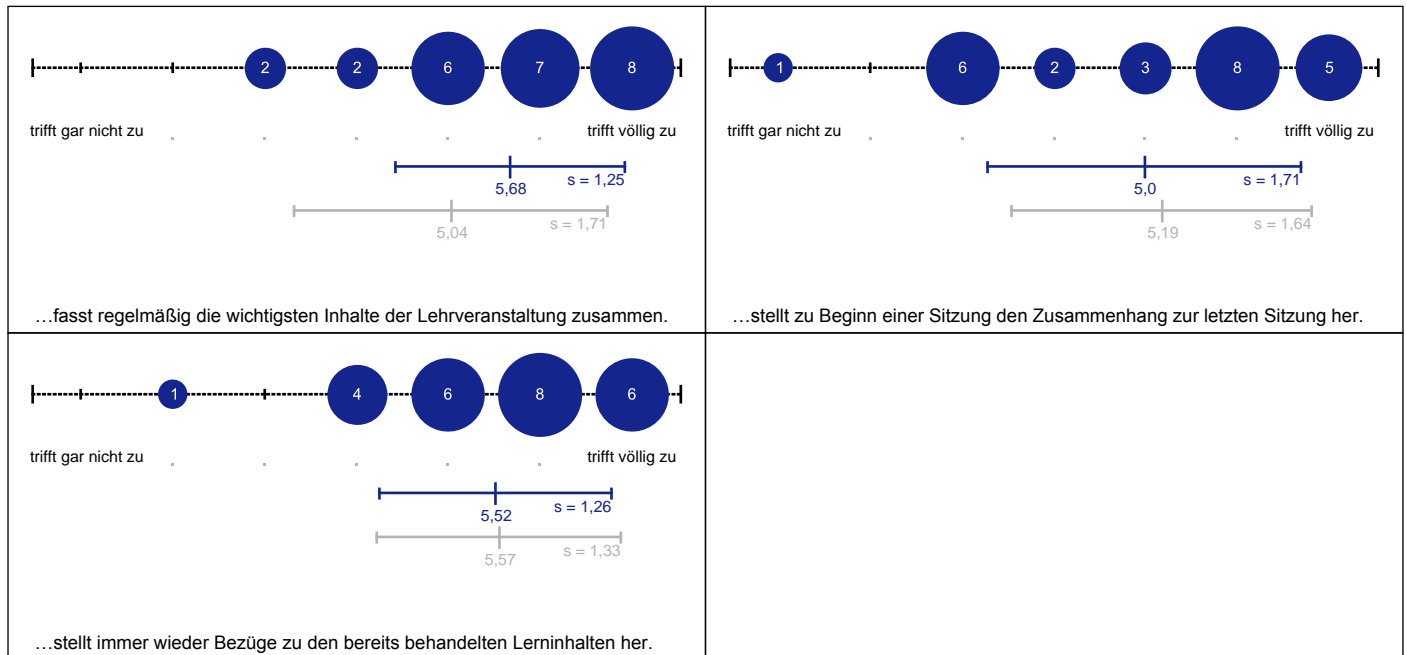 2 2 6 7 8
trifft gar nicht zu . . . . . trifft völlig zu
s = 1,25
5,68
s = 1,71
5,04
…fasst regelmäßig die wichtigsten Inhalte der Lehrveranstaltung zusammen.
1 6 2 3 8 5
trifft gar nicht zu . . . . . trifft völlig zu
s = 1,71
5,0
s = 1,64
5,19
…stellt zu Beginn einer Sitzung den Zusammenhang zur letzten Sitzung her.
1 4 6 8 6
trifft gar nicht zu . . . . . trifft völlig zu
s = 1,26
5,52
s = 1,33
5,57
…stellt immer wieder Bezüge zu den bereits behandelten Lerninhalten her.